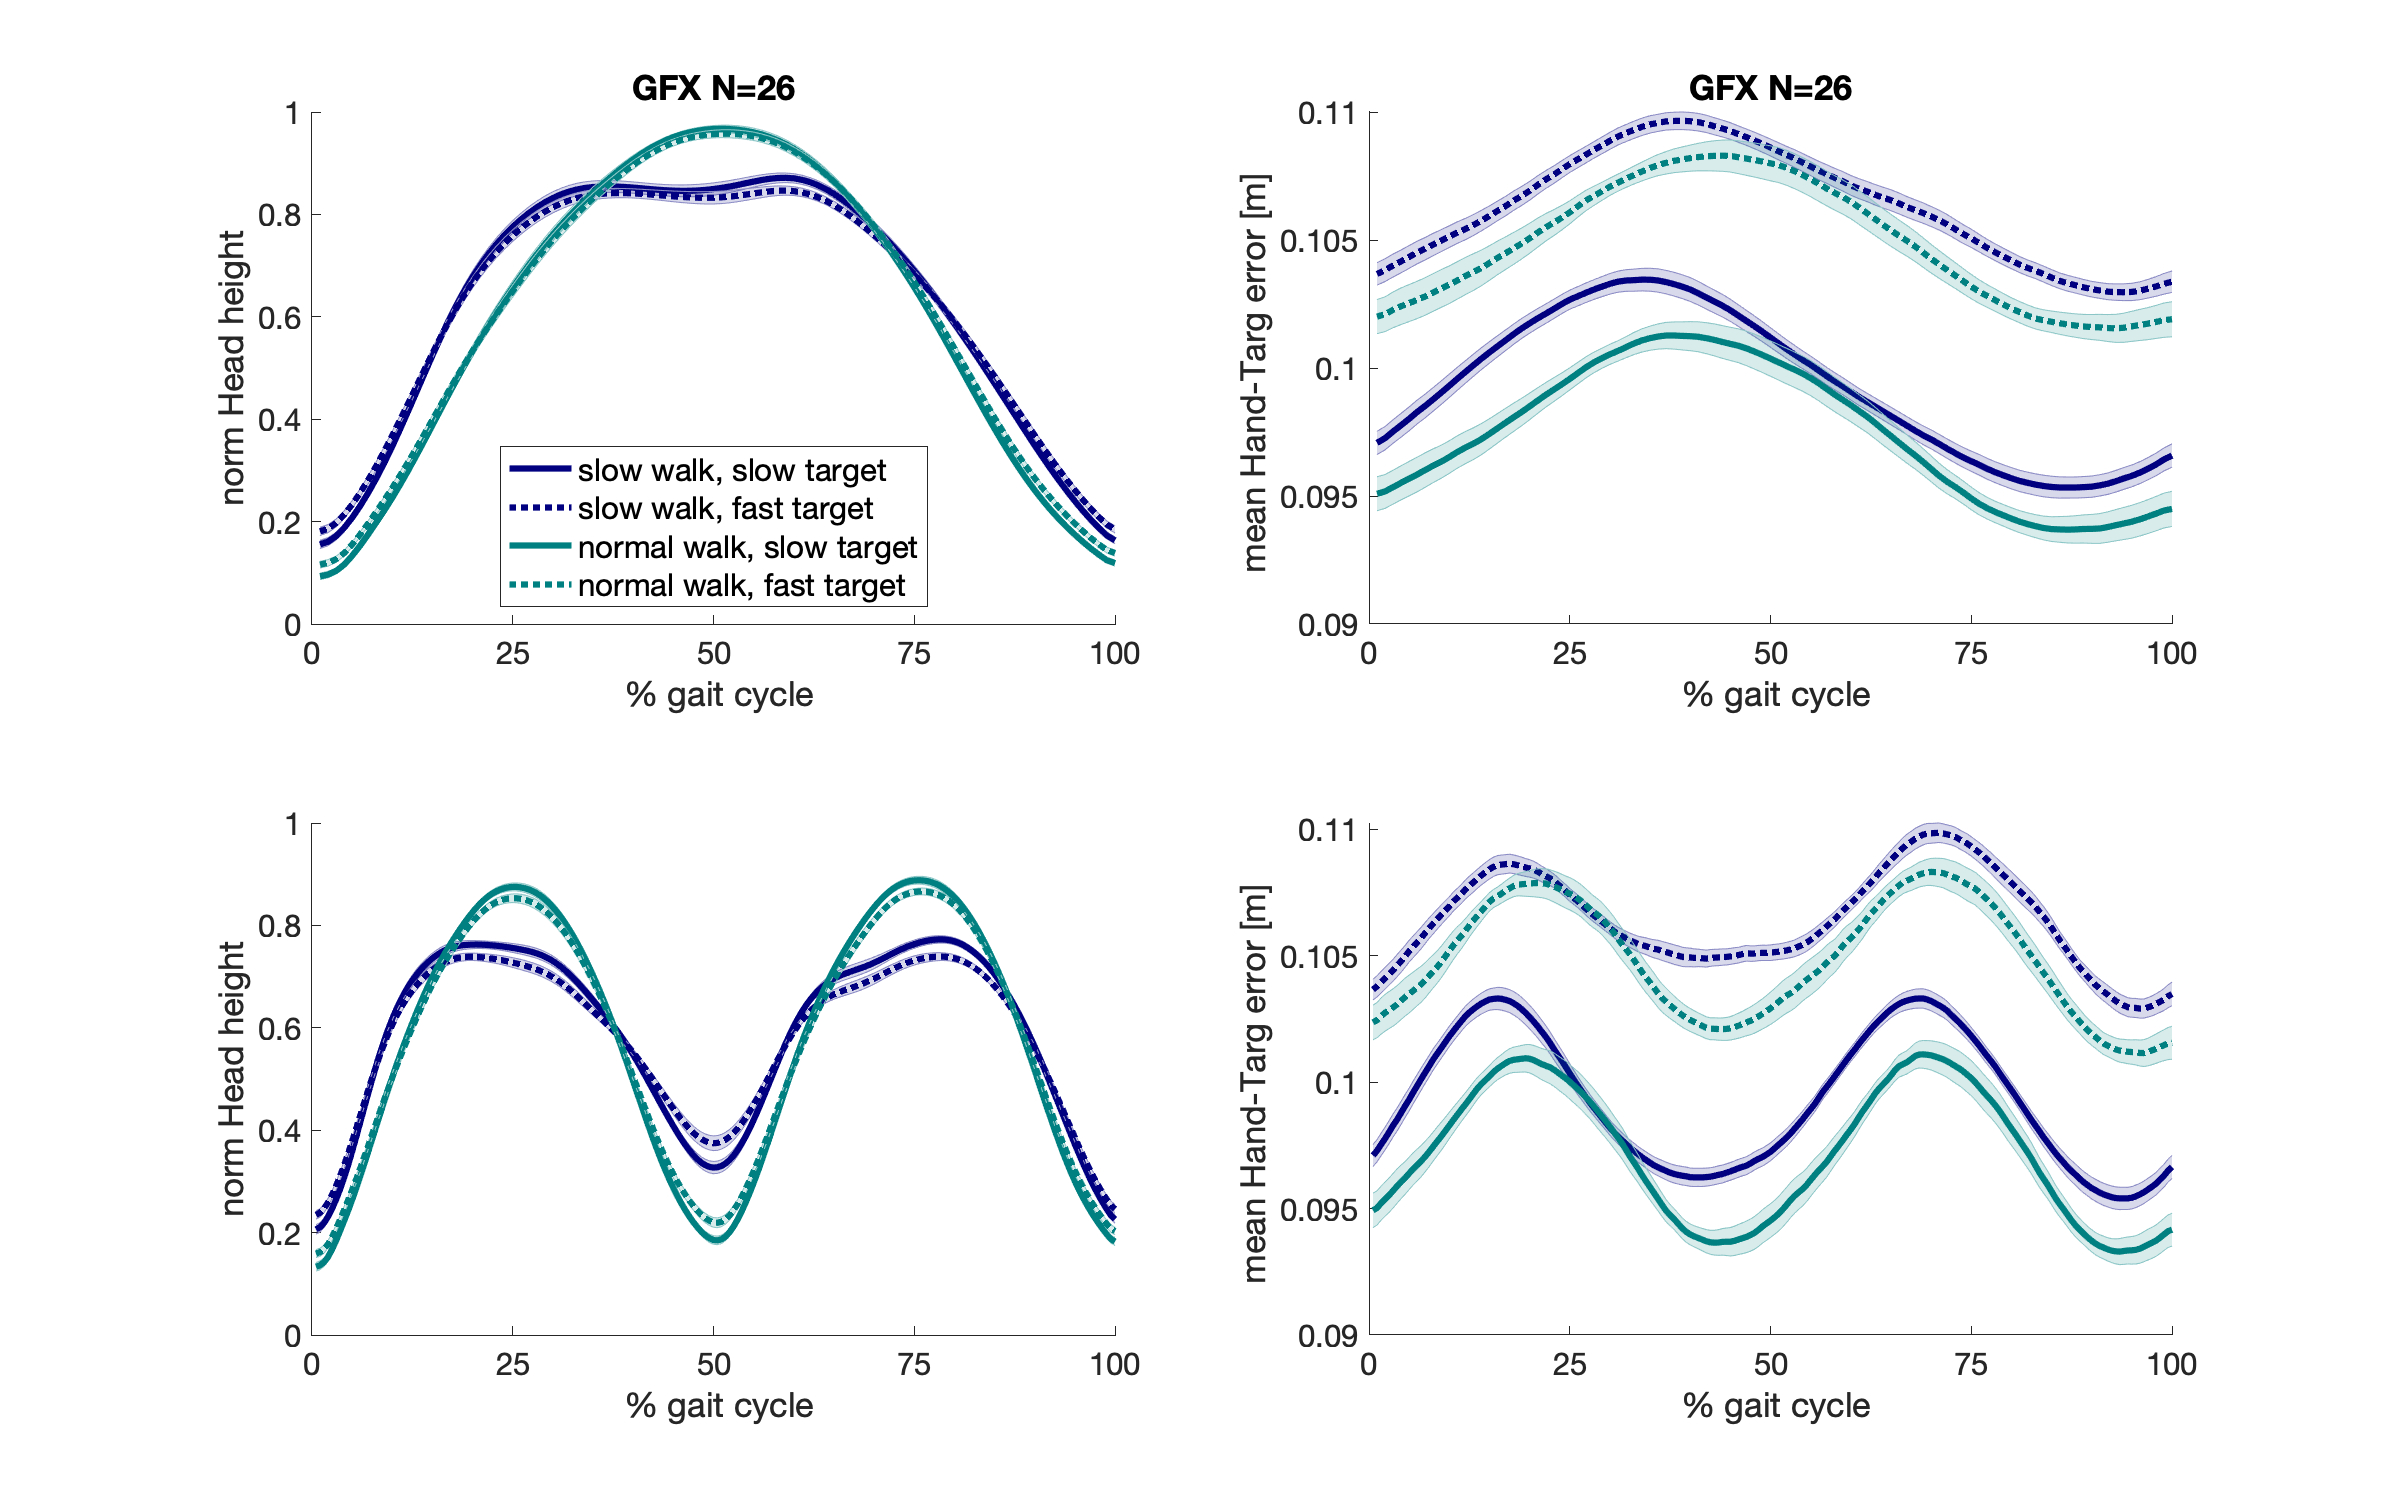 GFX N=26
1
0.8
0.6
0.4
0.2
0
norm Head height
slow walk, slow target
slow walk, fast target
normal walk, slow target
normal walk, fast target
0 25 50 75 100
% gait cycle
GFX N=26
0.11
0.105
0.1
0.095
0.09
mean Hand-Targ error [m]
0 25 50 75 100
% gait cycle
1
0.8
0.6
0.4
0.2
0
norm Head height
0 25 50 75 100
% gait cycle
0.11
0.105
0.1
0.095
0.09
mean Hand-Targ error [m]
0 25 50 75 100
% gait cycle